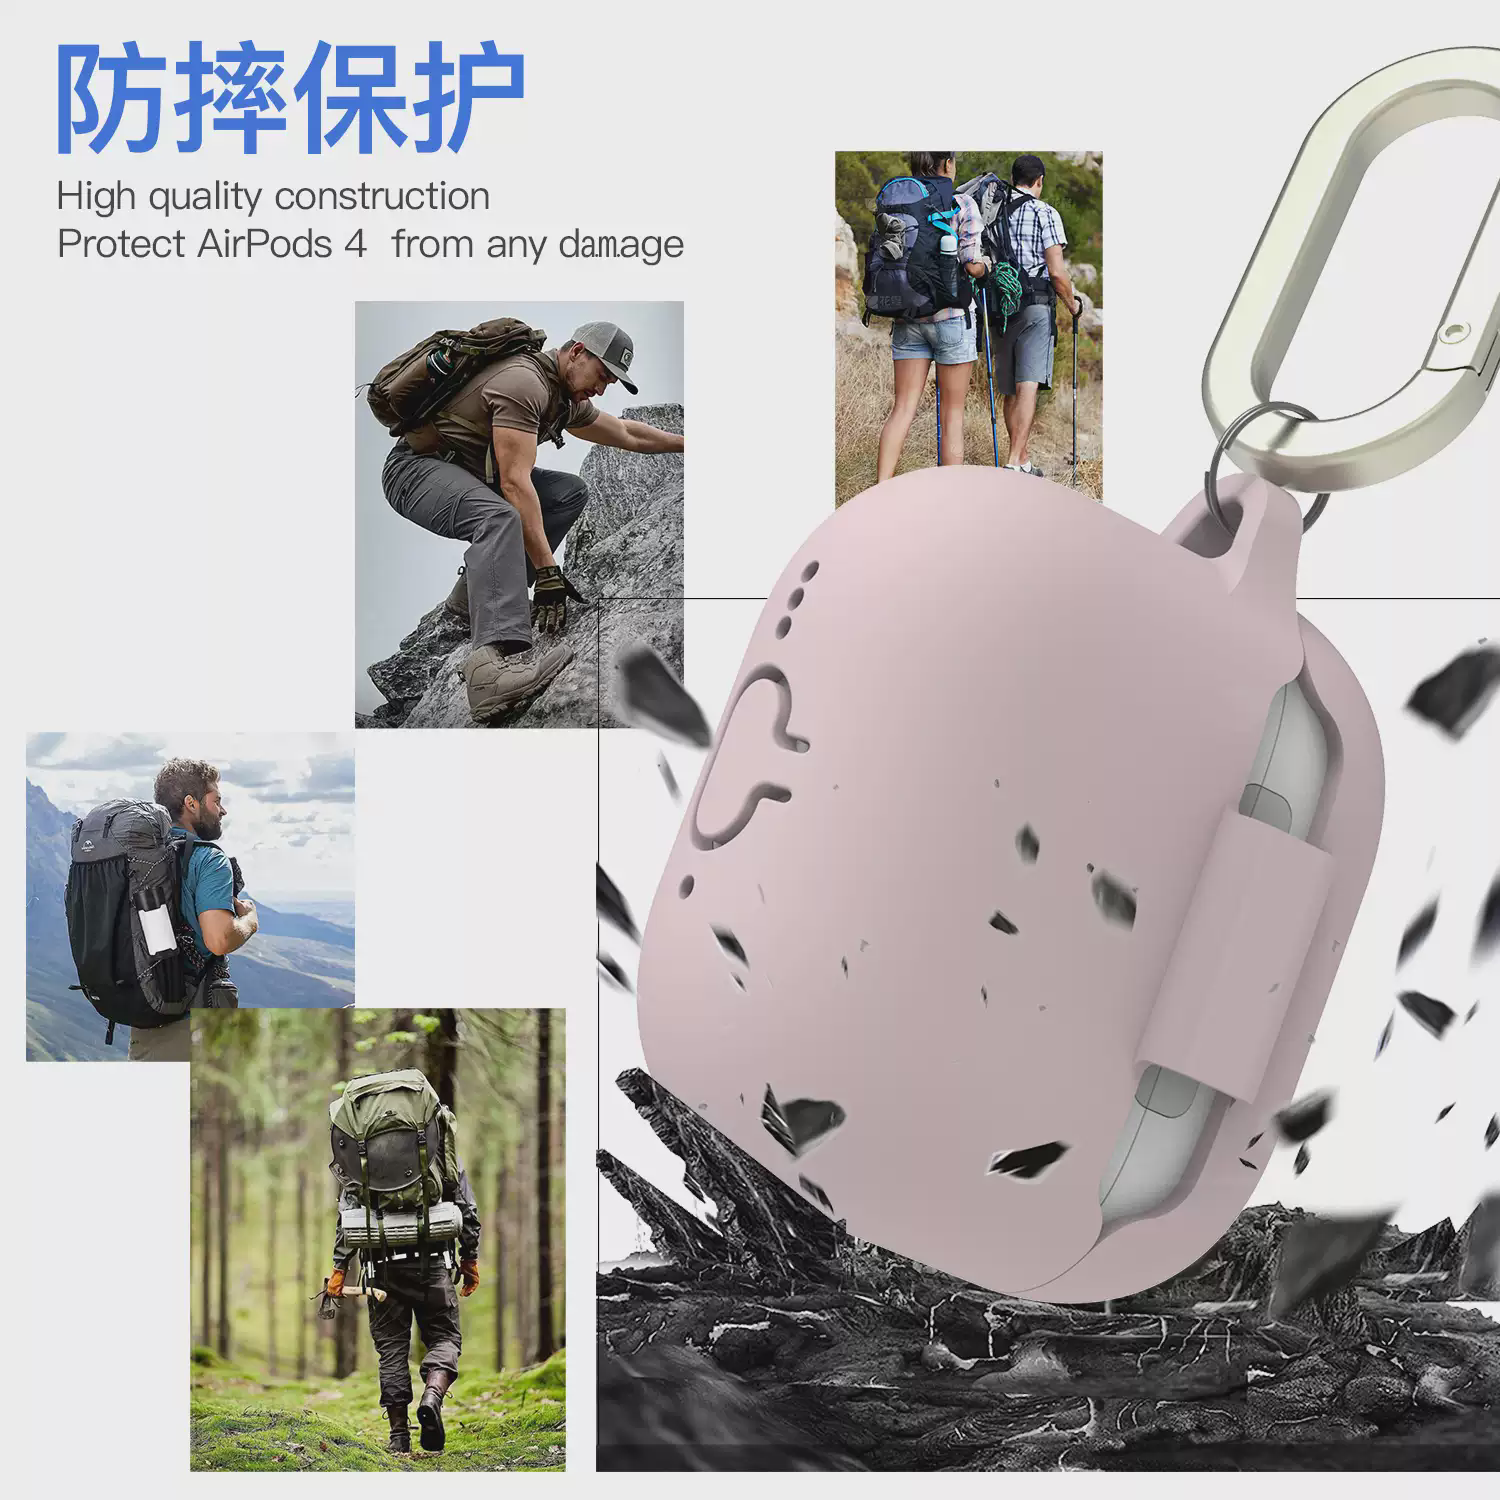 防摔保护
High quality construction
Protect AirPods 4 from any damage